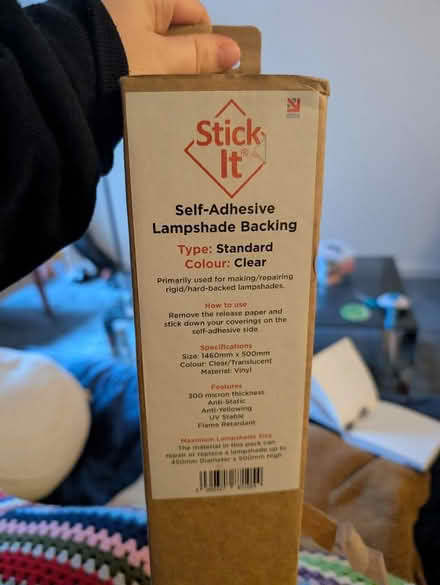 Stick
It®
Self-Adhesive
Lampshade Backing
Type: Standard
Colour: Clear
Primarily used for making/repairing
rigid/hard-backed lampshades.
How to use
Remove the release paper and
stick down your coverings on the
self-adhesive side.
Specifications
Size: 1460mm x 500mm
Colour: Clear/Translucent
Material: Vinyl
Features
300 micron thickness
Anti-Static
Anti-Yellowing
UV Stable
Flame Retardant
Maximum Lampshade Size
The material in this pack can
repair or replace a lampshade up to
450mm Diameter x 500mm high